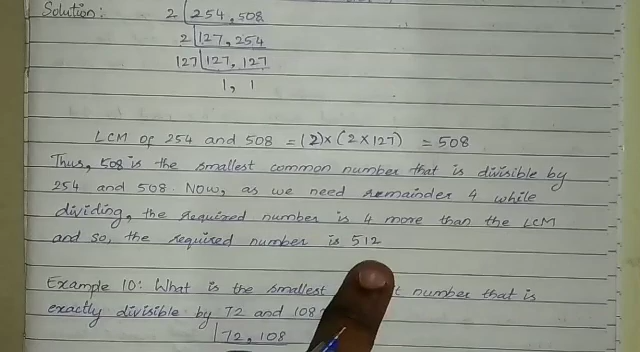 Solution: 2 | 254, 508
2 | 127, 254
127 | 127, 127
1, 1
LCM of 254 and 508 = (2) × (2 × 127) = 508
Thus, 508 is the smallest common number that is divisible by
254 and 508. Now, as we need remainder 4 while
dividing, the required number is 4 more than the LCM
and so, the required number is 512
Example 10: What is the smallest number that is
exactly divisible by 72 and 108
72, 108